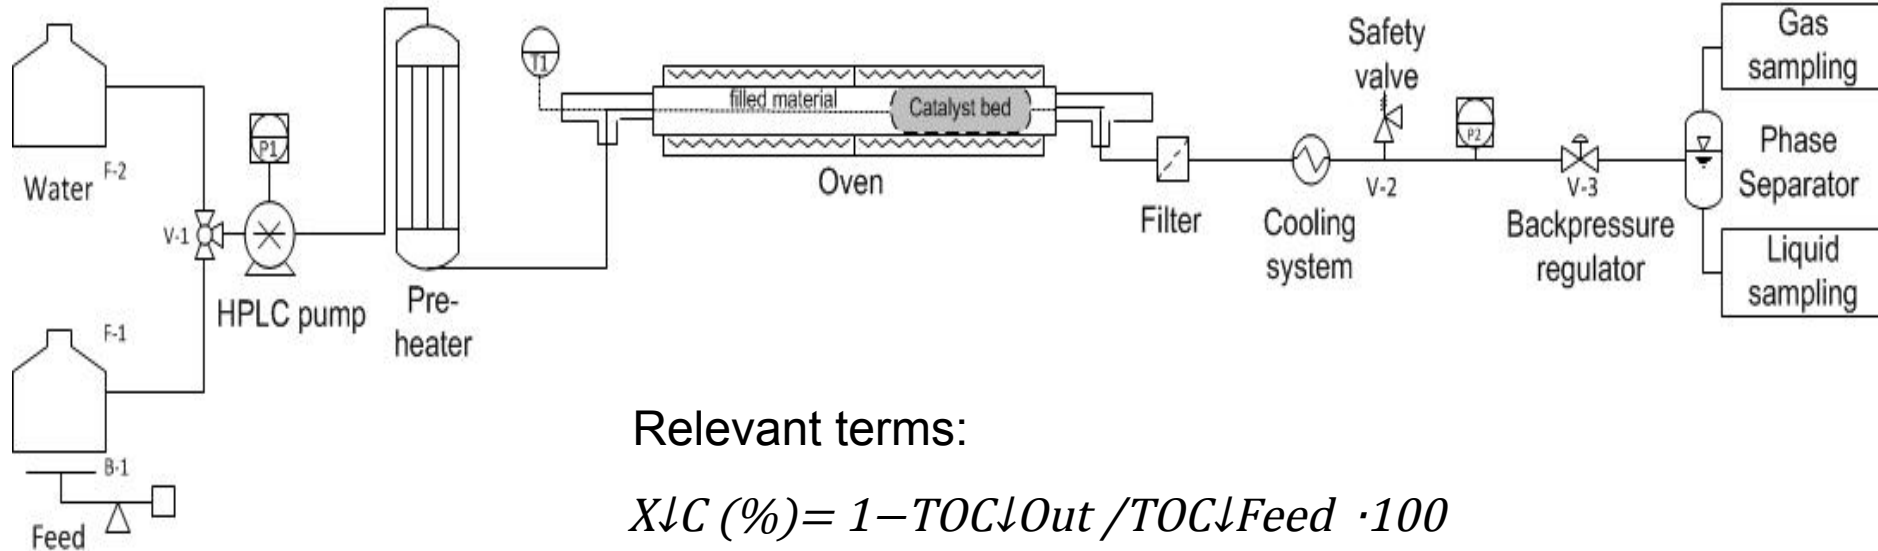 Water
F-2
V-1
P1
HPLC pump
F-1
B-1
Feed
Pre-
heater
T1
filled material
Catalyst bed
Oven
Filter
Cooling
system
Safety
valve
V-2
P2
V-3
Backpressure
regulator
Gas
sampling
Phase
Separator
Liquid
sampling
Relevant terms:
X↓C (%)= 1−TOC↓Out /TOC↓Feed ·100